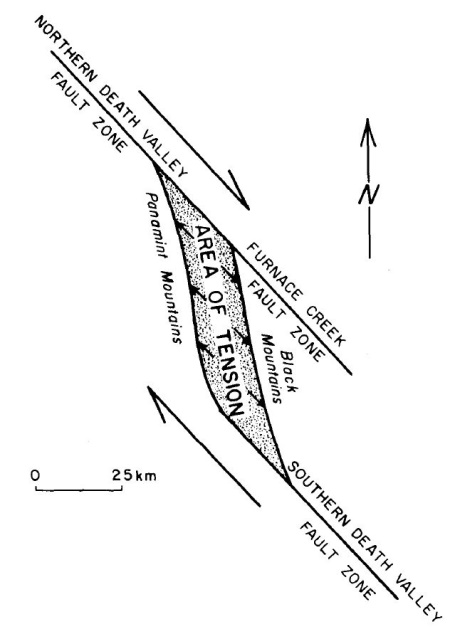 NORTHERN DEATH VALLEY
FAULT ZONE
N
Panamint Mountains
AREA OF TENSION
FURNACE CREEK
FAULT ZONE
Black
Mountains
0 25km
SOUTHERN DEATH VALLEY
FAULT ZONE